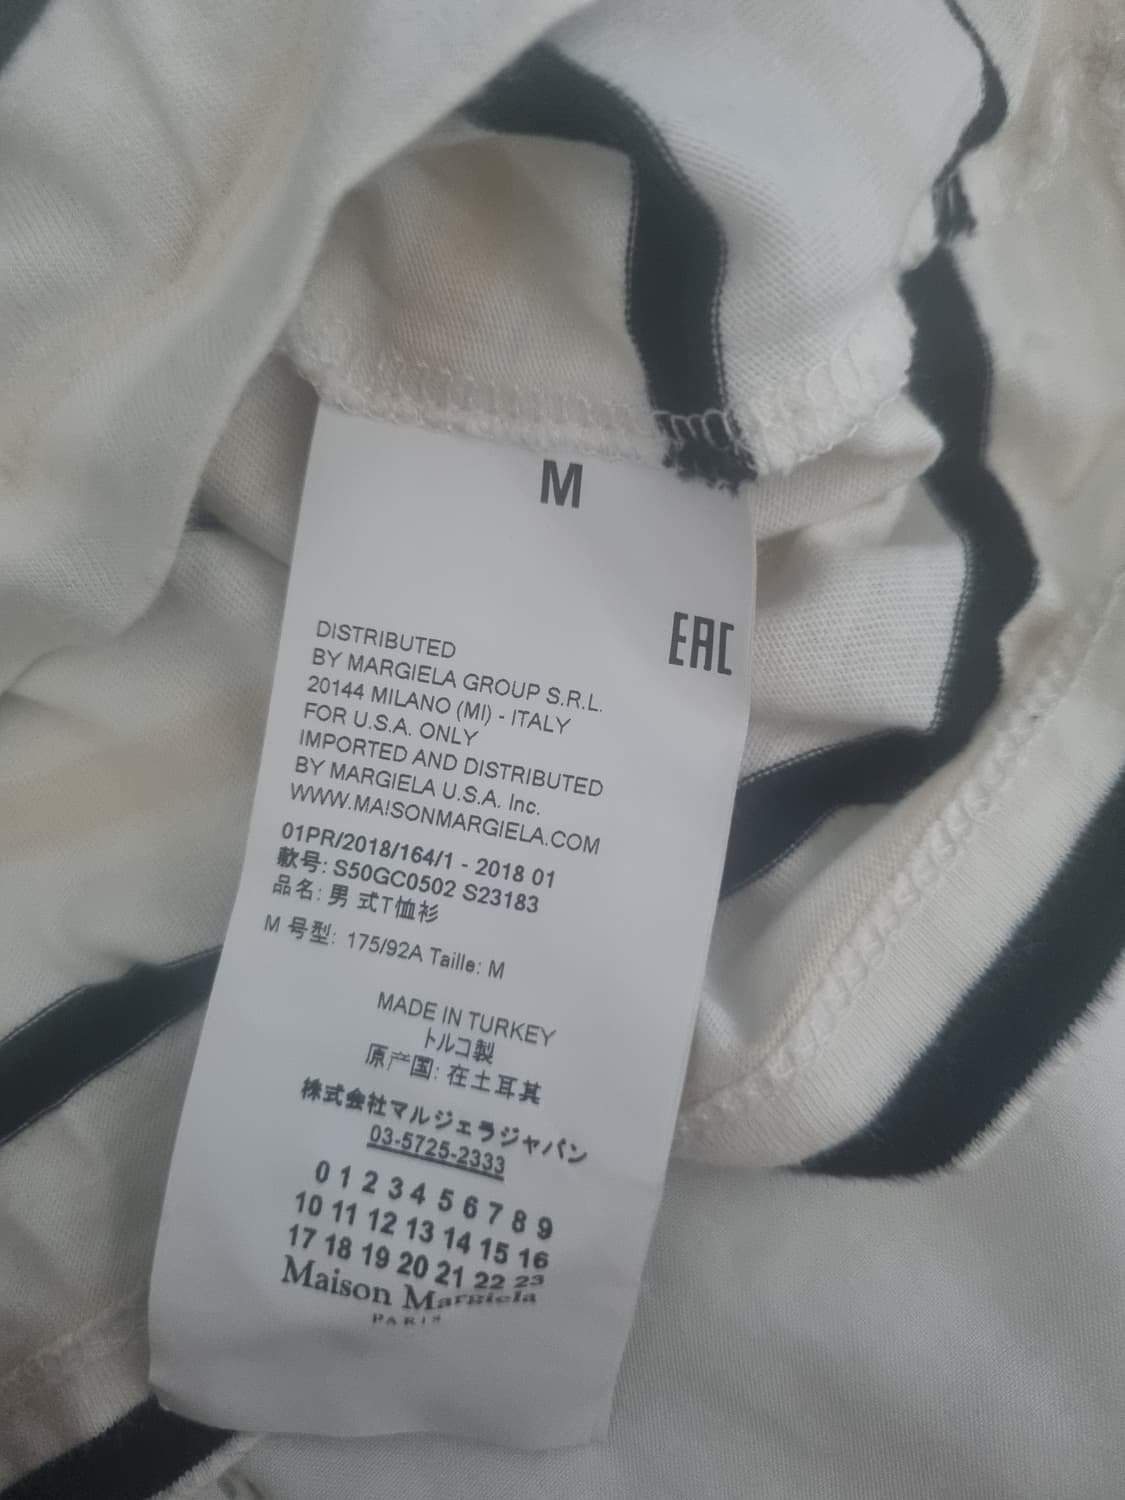 M
EAC
DISTRIBUTED
BY MARGIELA GROUP S.R.L.
20144 MILANO (MI) - ITALY
FOR U.S.A. ONLY
IMPORTED AND DISTRIBUTED
BY MARGIELA U.S.A. Inc.
WWW.MAISONMARGIELA.COM
01PR/2018/164/1 - 2018 01
款号: S50GC0502 S23183
品名: 男 式T恤衫
M 号型: 175/92A Taille: M
MADE IN TURKEY
トルコ製
原产国: 在土耳其
株式会社マルジェラジャパン
03-5725-2333
0 1 2 3 4 5 6 7 8 9
10 11 12 13 14 15 16
17 18 19 20 21 22 23
Maison Margiela
PARIS